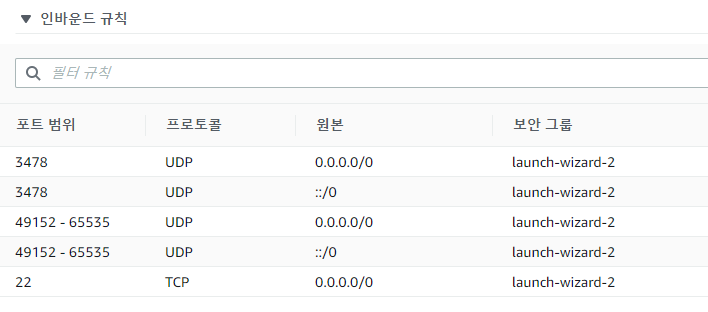 ▼ 인바운드 규칙
필터 규칙
포트 범위 프로토콜 원본 보안 그룹
3478 UDP 0.0.0.0/0 launch-wizard-2
3478 UDP ::/0 launch-wizard-2
49152 - 65535 UDP 0.0.0.0/0 launch-wizard-2
49152 - 65535 UDP ::/0 launch-wizard-2
22 TCP 0.0.0.0/0 launch-wizard-2